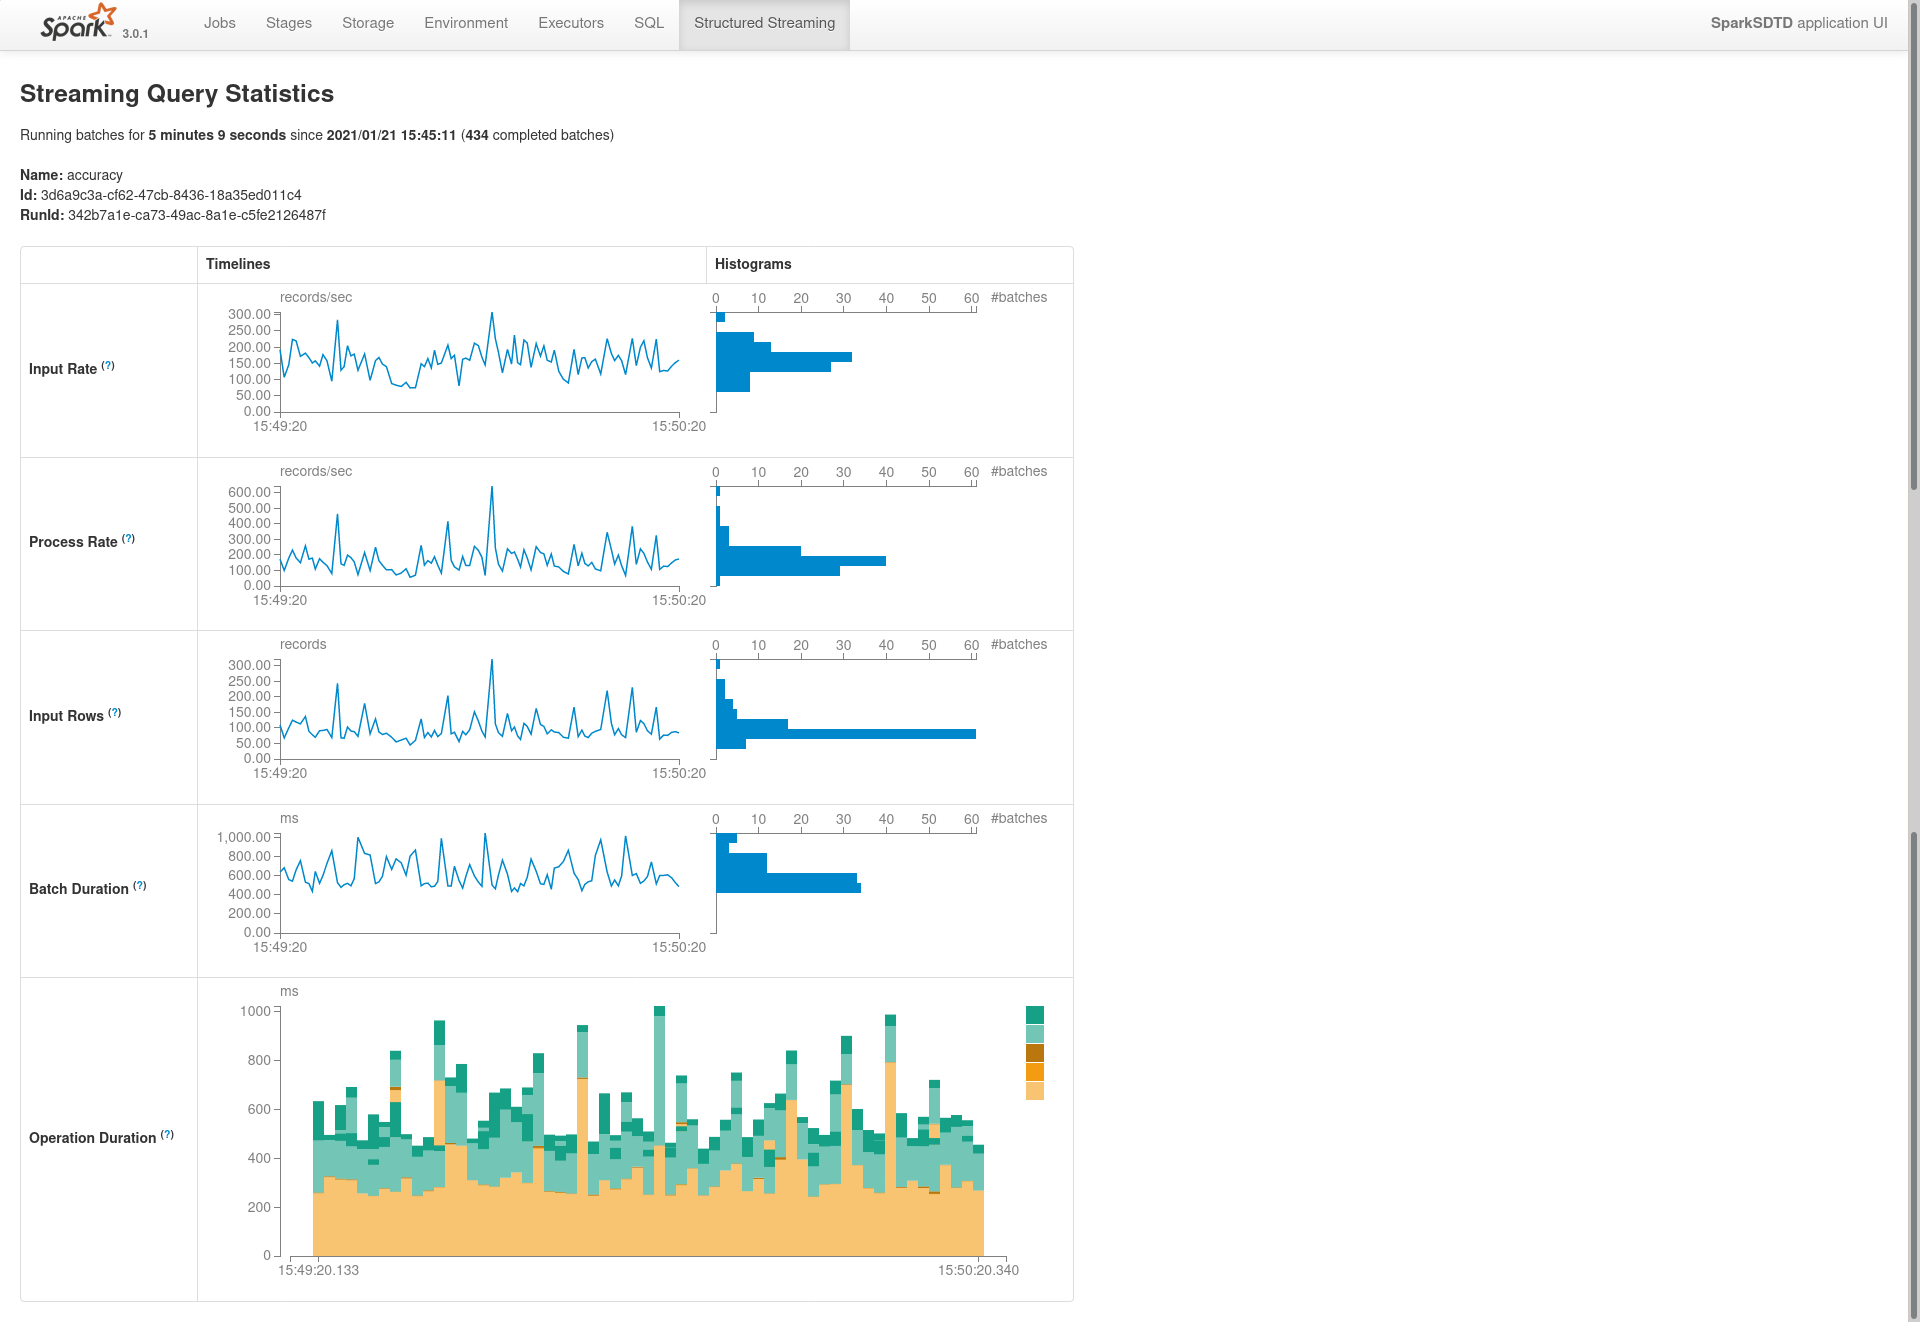 APACHE
Spark 3.0.1 Jobs Stages Storage Environment Executors SQL Structured Streaming SparkSDTD application UI
Streaming Query Statistics
Running batches for 5 minutes 9 seconds since 2021/01/21 15:45:11 (434 completed batches)
Name: accuracy
Id: 3d6a9c3a-cf62-47cb-8436-18a35ed011c4
RunId: 342b7a1e-ca73-49ac-8a1e-c5fe2126487f
Timelines Histograms
Input Rate (?)
records/sec
300.00
250.00
200.00
150.00
100.00
50.00
0.00
15:49:20 15:50:20
0 10 20 30 40 50 60 #batches
Process Rate (?)
records/sec
600.00
500.00
400.00
300.00
200.00
100.00
0.00
15:49:20 15:50:20
0 10 20 30 40 50 60 #batches
Input Rows (?)
records
300.00
250.00
200.00
150.00
100.00
50.00
0.00
15:49:20 15:50:20
0 10 20 30 40 50 60 #batches
Batch Duration (?)
ms
1,000.00
800.00
600.00
400.00
200.00
0.00
15:49:20 15:50:20
0 10 20 30 40 50 60 #batches
Operation Duration (?)
ms
1000
800
600
400
200
0
15:49:20.133 15:50:20.340